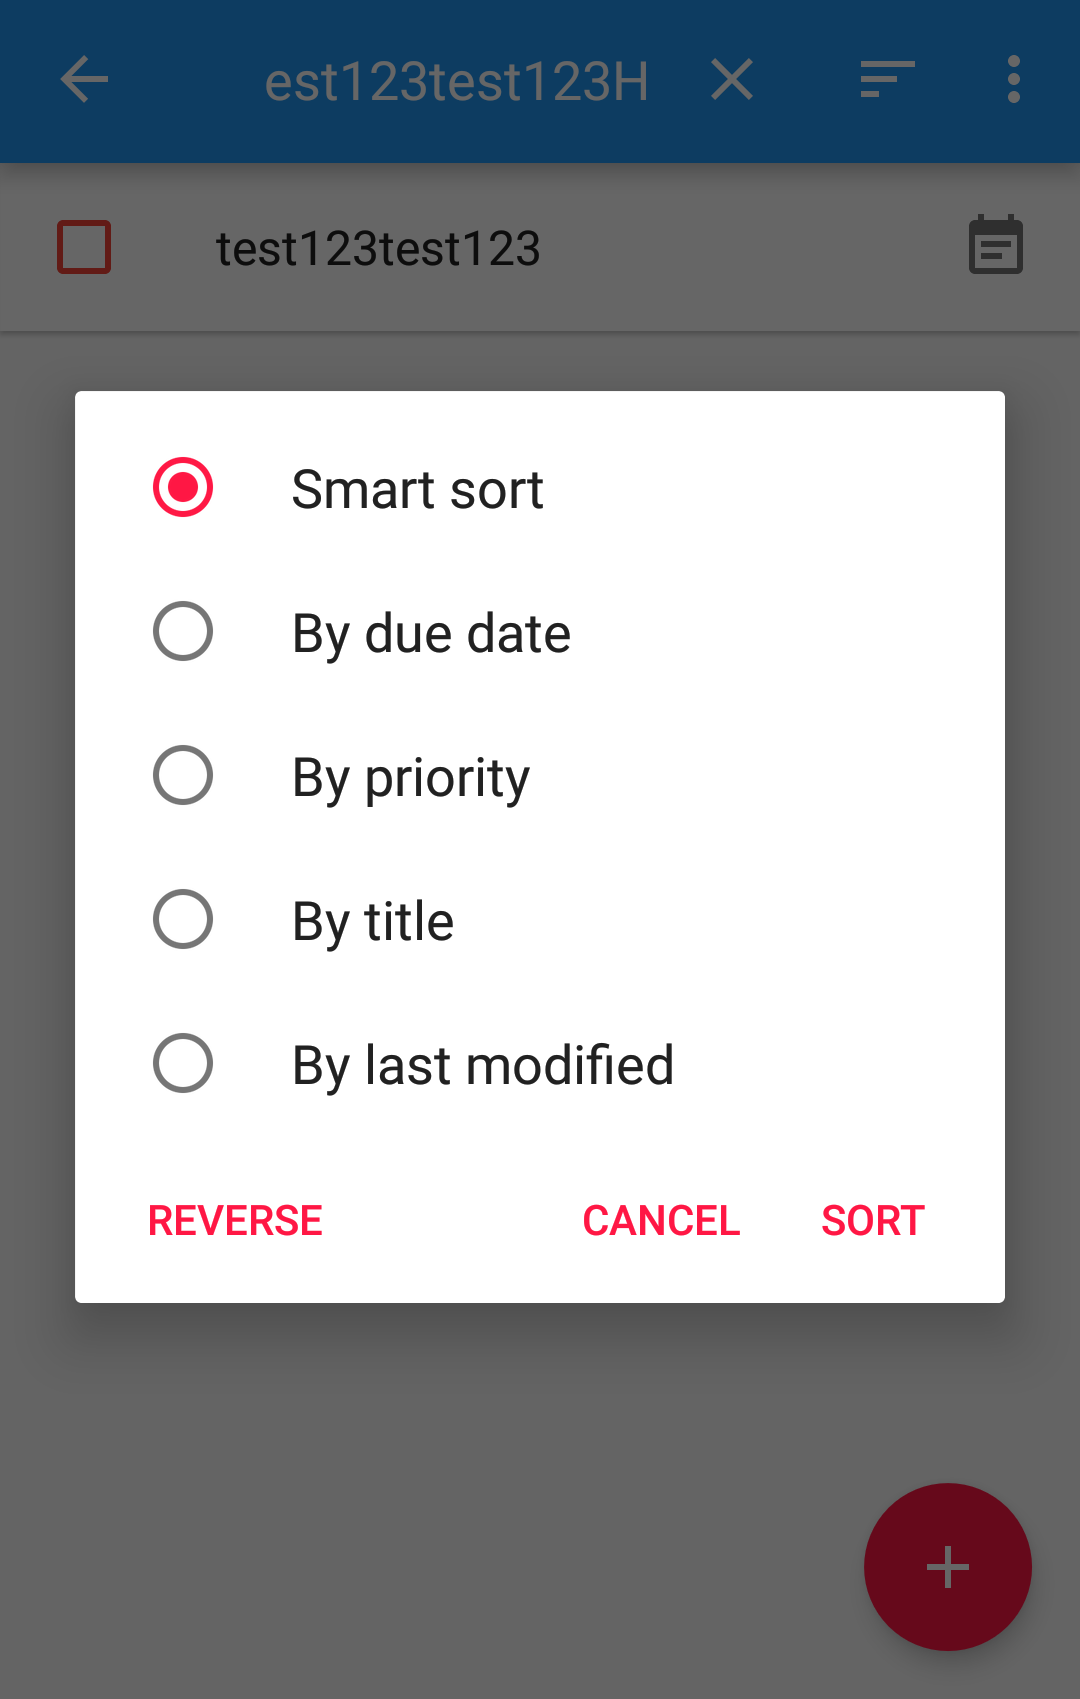 est123test123H
test123test123
Smart sort
By due date
By priority
By title
By last modified
REVERSE CANCEL SORT